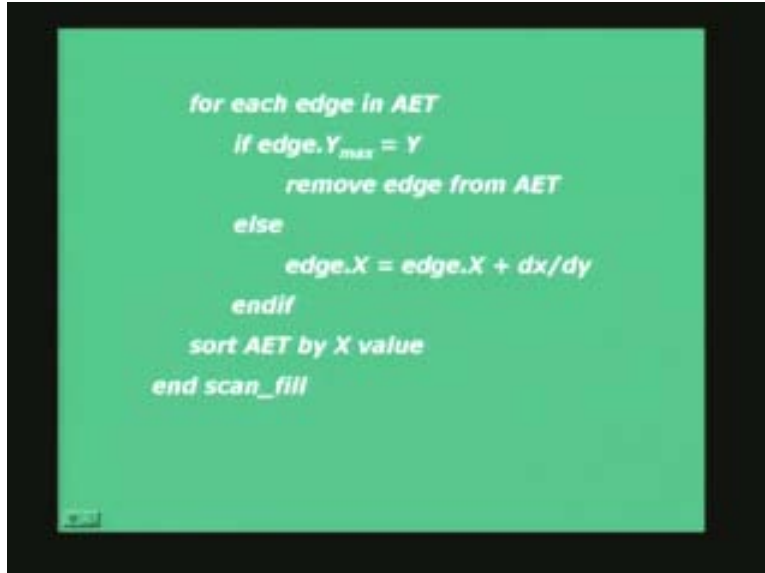 for each edge in AET
if edge.Ymax = Y
remove edge from AET
else
edge.X = edge.X + dx/dy
endif
sort AET by X value
end scan_fill